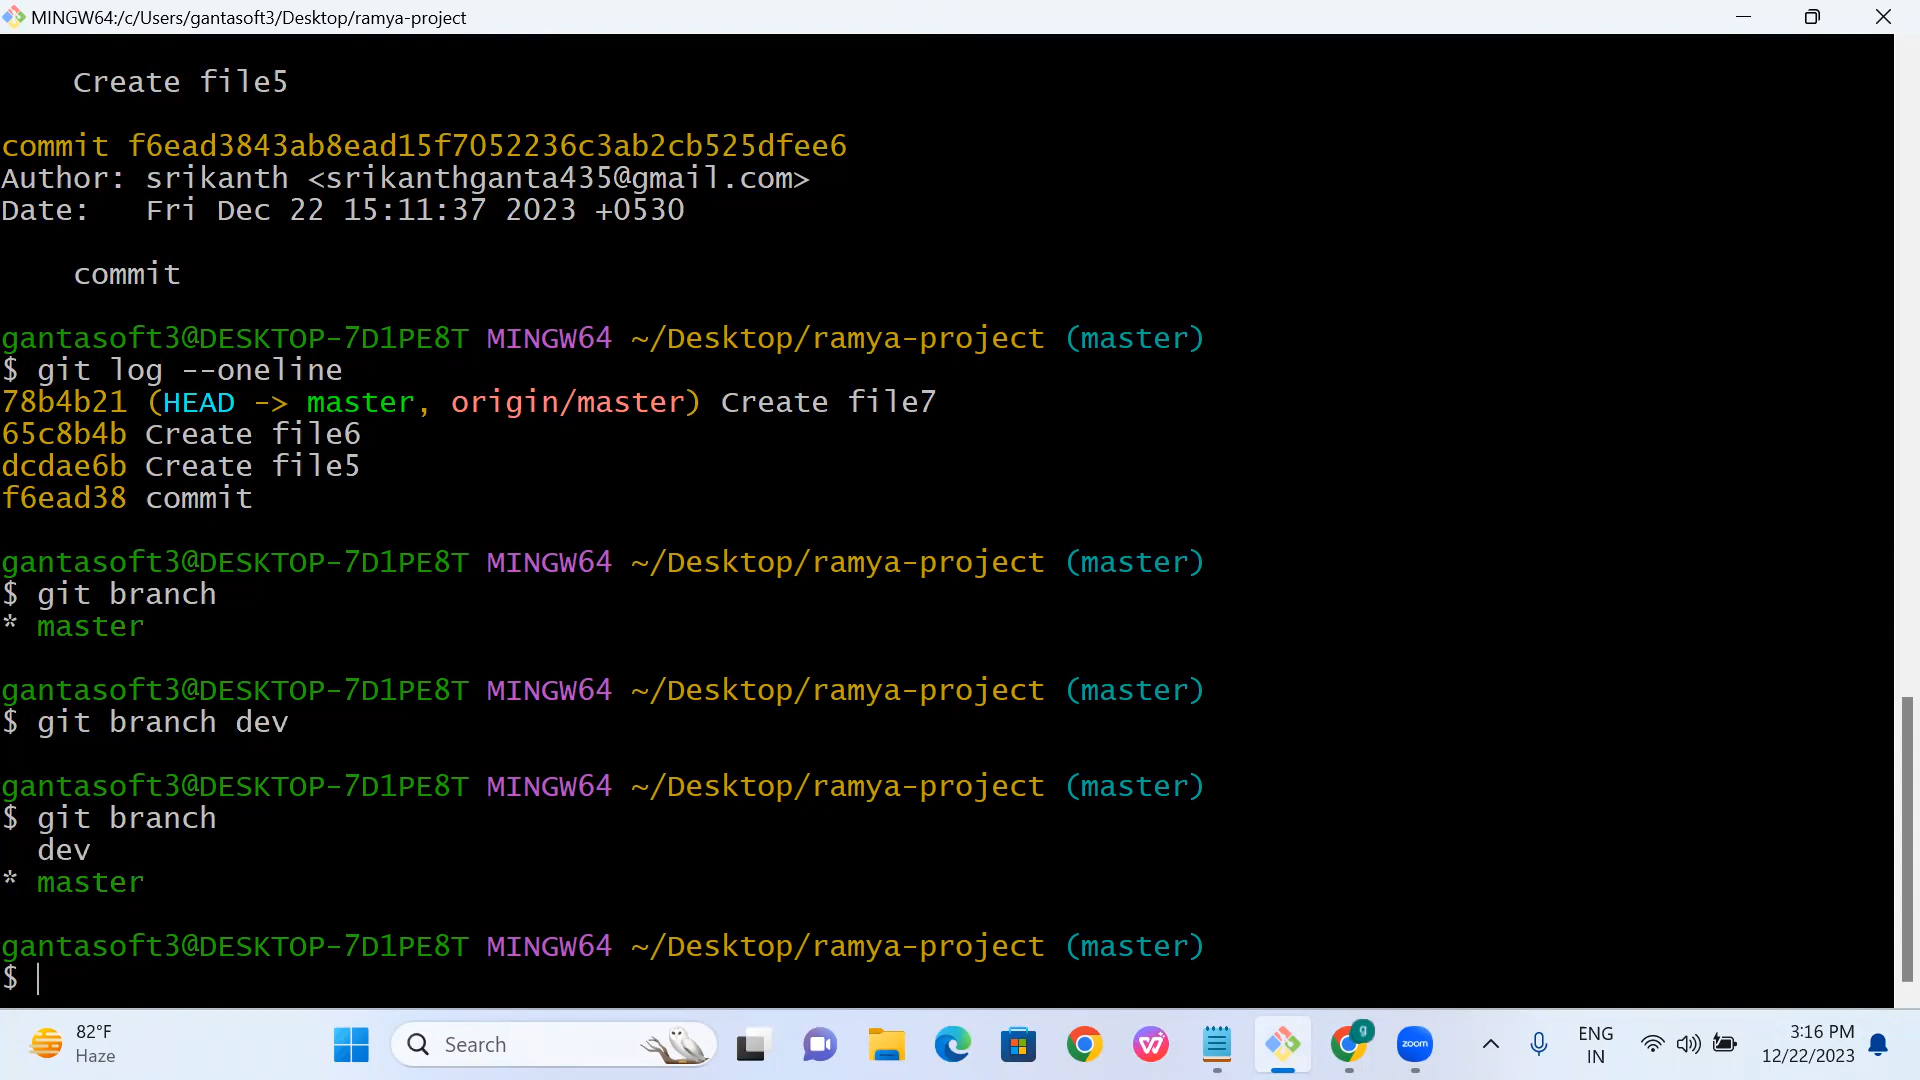 MINGW64:/c/Users/gantasoft3/Desktop/ramya-project
Create file5
commit f6ead3843ab8ead15f7052236c3ab2cb525dfee6
Author: srikanth <srikanthganta435@gmail.com>
Date:   Fri Dec 22 15:11:37 2023 +0530
commit
gantasoft3@DESKTOP-7D1PE8T MINGW64 ~/Desktop/ramya-project (master)
$ git log --oneline
78b4b21 (HEAD -> master, origin/master) Create file7
65c8b4b Create file6
dcdae6b Create file5
f6ead38 commit
gantasoft3@DESKTOP-7D1PE8T MINGW64 ~/Desktop/ramya-project (master)
$ git branch
* master
gantasoft3@DESKTOP-7D1PE8T MINGW64 ~/Desktop/ramya-project (master)
$ git branch dev
gantasoft3@DESKTOP-7D1PE8T MINGW64 ~/Desktop/ramya-project (master)
$ git branch
dev
* master
gantasoft3@DESKTOP-7D1PE8T MINGW64 ~/Desktop/ramya-project (master)
$
82°F
Haze
Search
g
zoom
ENG
IN
3:16 PM
12/22/2023